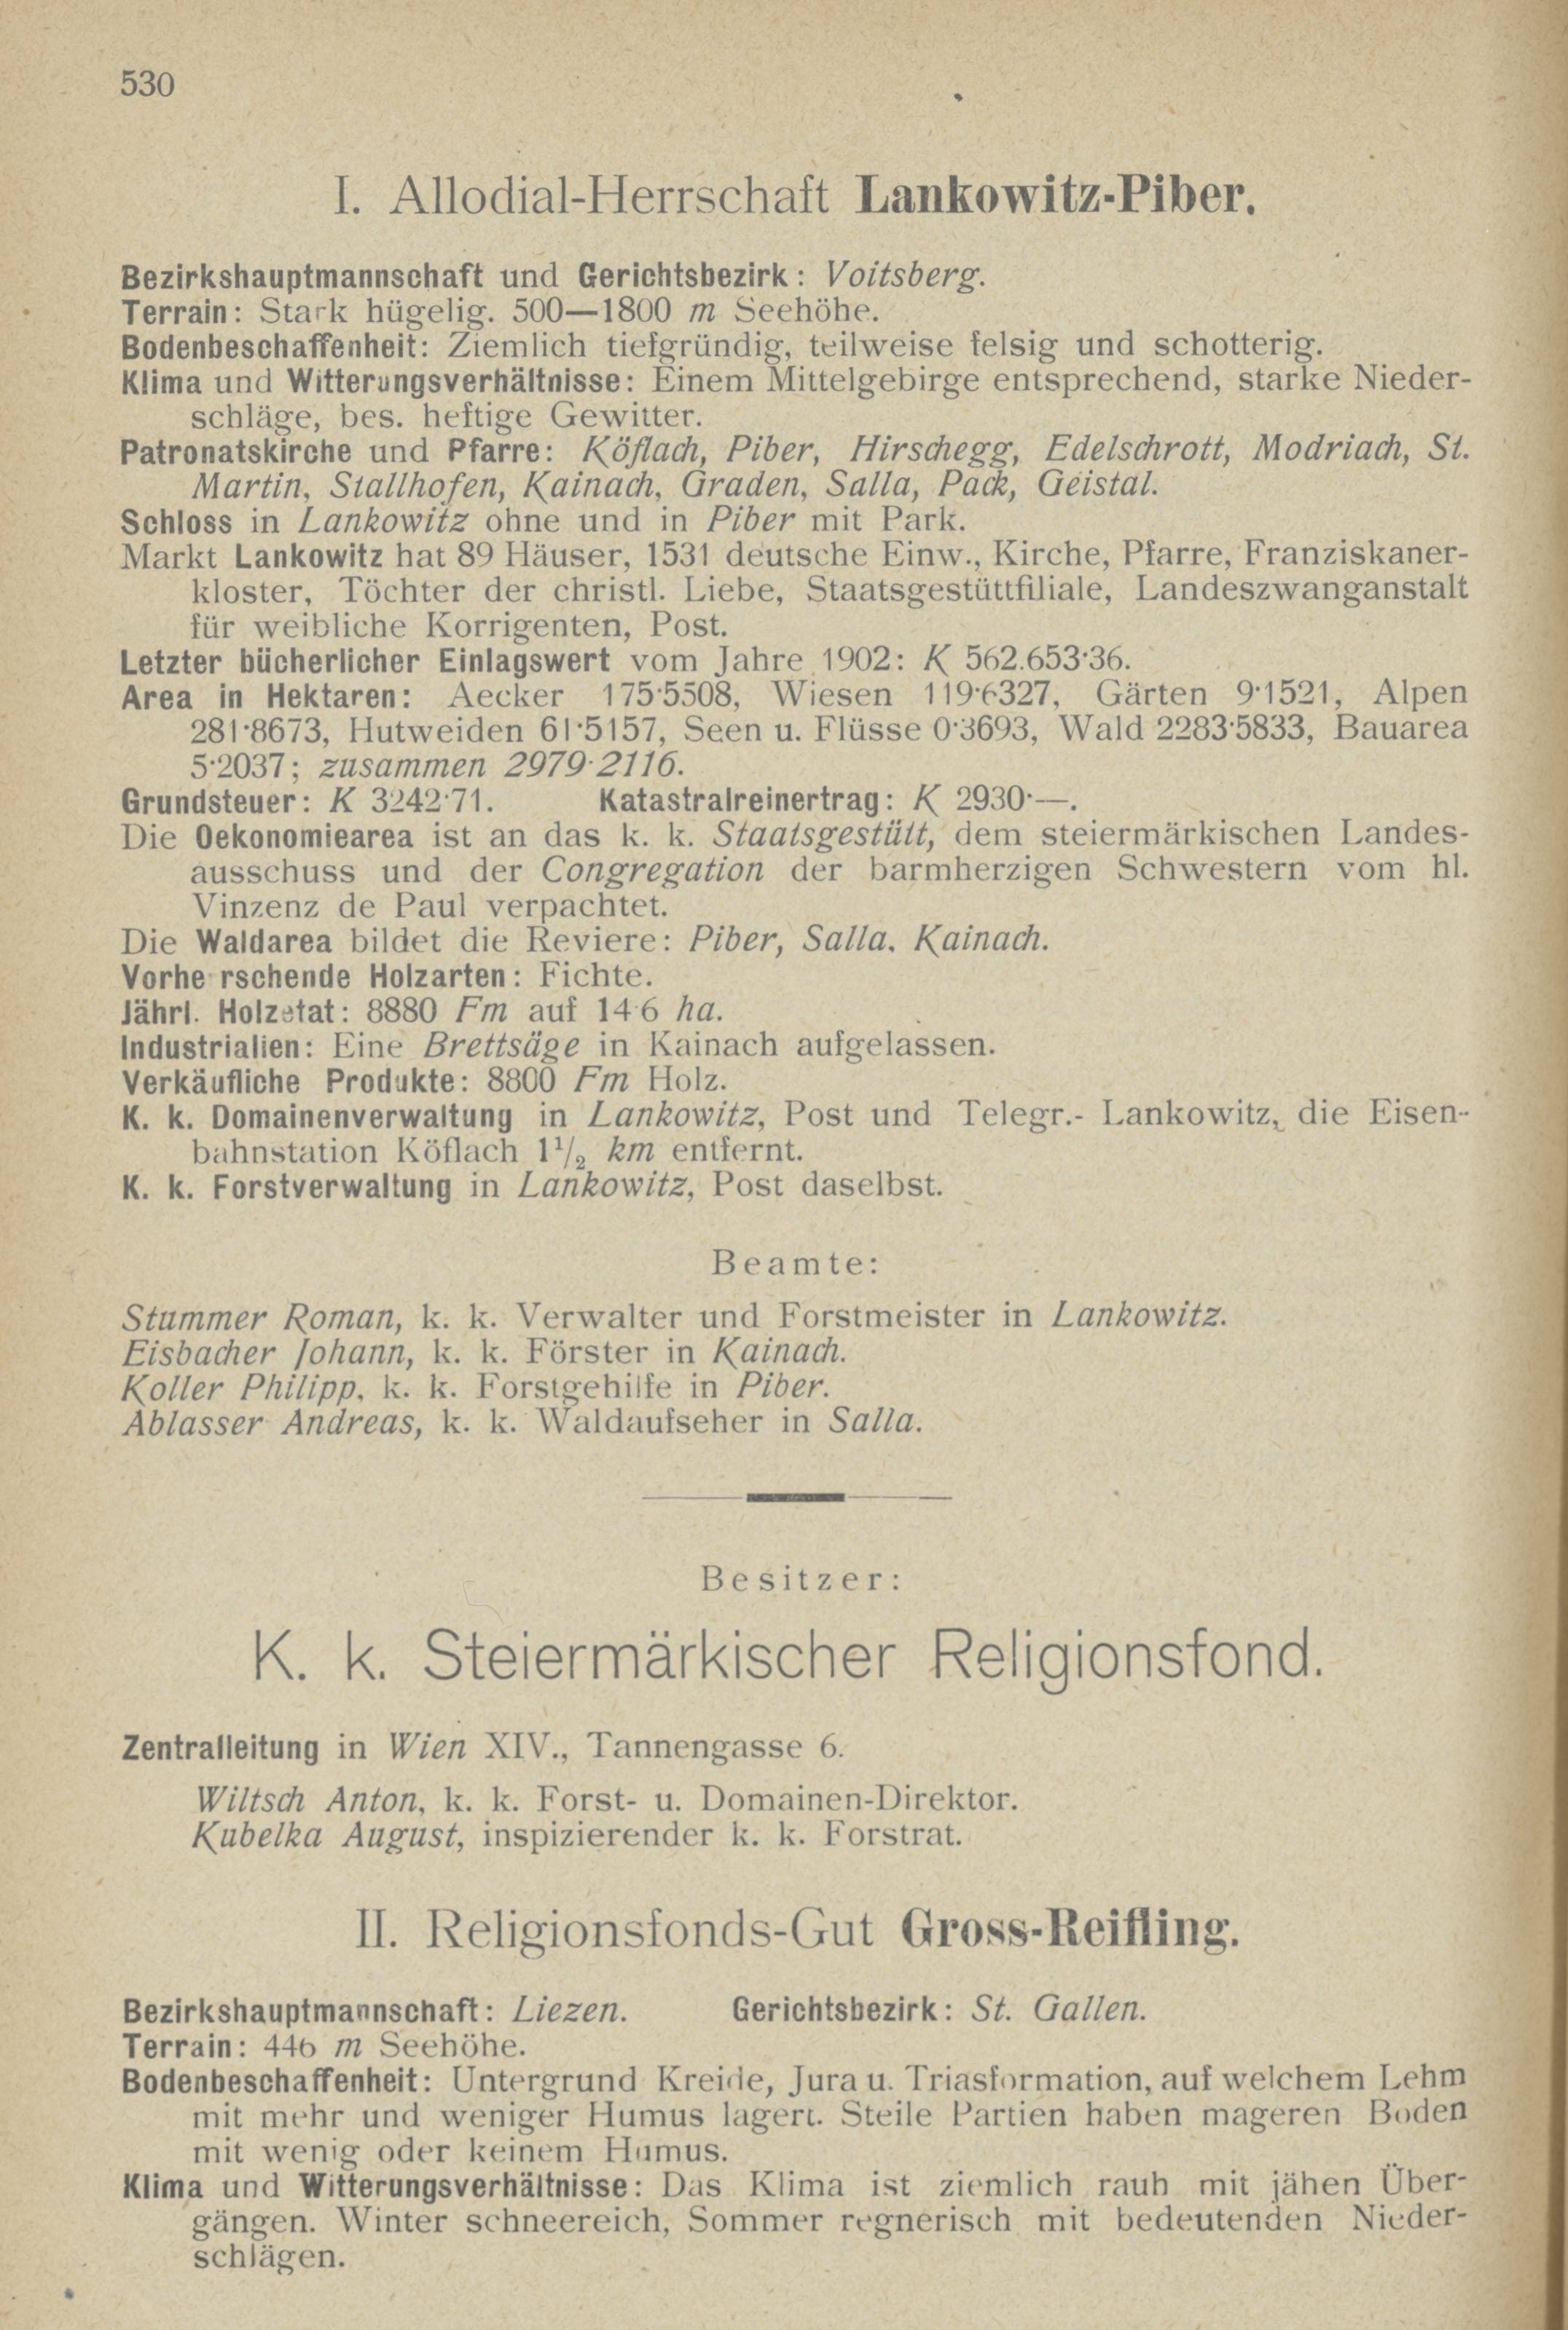 530
I. Allodial-Herrschaft Lankowitz-Piber.
Bezirkshauptmannschaft und Gerichtsbezirk: Voitsberg.
Terrain: Stark hügelig. 500—1800 m Seehöhe.
Bodenbeschaffenheit: Ziemlich tiefgründig, teilweise felsig und schotterig.
Klima und Witterungsverhältnisse: Einem Mittelgebirge entsprechend, starke Nieder-
schläge, bes. heftige Gewitter.
Patronatskirche und Pfarre: Köflach, Piber, Hirschegg, Edelschrott, Modriach, St.
Martin, Stallhofen, Kainach, Graden, Salla, Pack, Geistal.
Schloss in Lankowitz ohne und in Piber mit Park.
Markt Lankowitz hat 89 Häuser, 1531 deutsche Einw., Kirche, Pfarre, Franziskaner-
kloster, Töchter der christl. Liebe, Staatsgestüttfiliale, Landeszwanganstalt
für weibliche Korrigenten, Post.
Letzter bücherlicher Einlagswert vom Jahre 1902: K 562.653·36.
Area in Hektaren: Aecker 175·5508, Wiesen 119·6327, Gärten 9·1521, Alpen
281·8673, Hutweiden 61·5157, Seen u. Flüsse 0·3693, Wald 2283·5833, Bauarea
5·2037; zusammen 2979·2116.
Grundsteuer: K 3242·71. Katastralreinertrag: K 2930·—.
Die Oekonomiearea ist an das k. k. Staatsgestütt, dem steiermärkischen Landes-
ausschuss und der Congregation der barmherzigen Schwestern vom hl.
Vinzenz de Paul verpachtet.
Die Waldarea bildet die Reviere: Piber, Salla, Kainach.
Vorhe rschende Holzarten: Fichte.
Jährl. Holzetat: 8880 Fm auf 14·6 ha.
Industrialien: Eine Brettsäge in Kainach aufgelassen.
Verkäufliche Produkte: 8800 Fm Holz.
K. k. Domainenverwaltung in Lankowitz, Post und Telegr.- Lankowitz, die Eisen-
bahnstation Köflach 1¹/₂ km entfernt.
K. k. Forstverwaltung in Lankowitz, Post daselbst.
Beamte:
Stummer Roman, k. k. Verwalter und Forstmeister in Lankowitz.
Eisbacher Johann, k. k. Förster in Kainach.
Koller Philipp, k. k. Forstgehilfe in Piber.
Ablasser Andreas, k. k. Waldaufseher in Salla.
Besitzer:
K. k. Steiermärkischer Religionsfond.
Zentralleitung in Wien XIV., Tannengasse 6.
Wiltsch Anton, k. k. Forst- u. Domainen-Direktor.
Kubelka August, inspizierender k. k. Forstrat.
II. Religionsfonds-Gut Gross-Reifling.
Bezirkshauptmannschaft: Liezen. Gerichtsbezirk: St. Gallen.
Terrain: 446 m Seehöhe.
Bodenbeschaffenheit: Untergrund Kreide, Jura u. Triasformation, auf welchem Lehm
mit mehr und weniger Humus lagert. Steile Partien haben mageren Boden
mit wenig oder keinem Humus.
Klima und Witterungsverhältnisse: Das Klima ist ziemlich rauh mit jähen Über-
gängen. Winter schneereich, Sommer regnerisch mit bedeutenden Nieder-
schlägen.